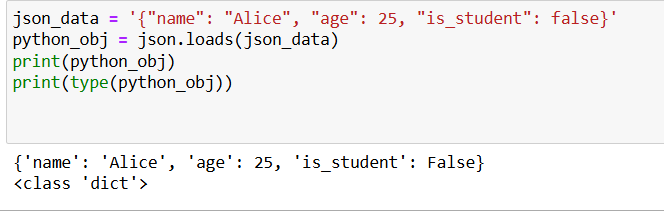 json_data = '{"name": "Alice", "age": 25, "is_student": false}'
python_obj = json.loads(json_data)
print(python_obj)
print(type(python_obj))
{'name': 'Alice', 'age': 25, 'is_student': False}
<class 'dict'>